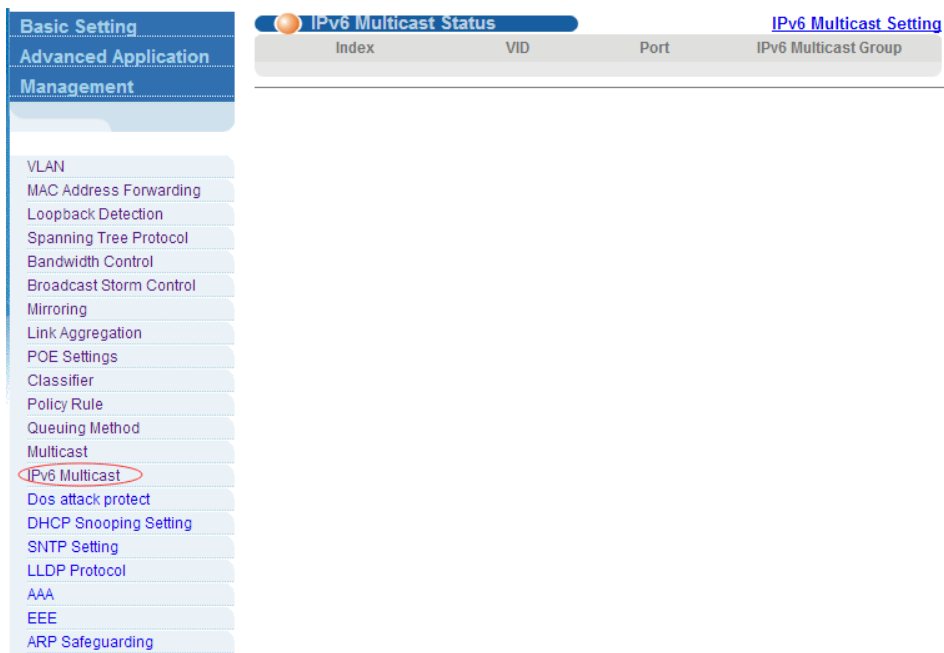 Basic Setting
Advanced Application
Management
VLAN
MAC Address Forwarding
Loopback Detection
Spanning Tree Protocol
Bandwidth Control
Broadcast Storm Control
Mirroring
Link Aggregation
POE Settings
Classifier
Policy Rule
Queuing Method
Multicast
IPv6 Multicast
Dos attack protect
DHCP Snooping Setting
SNTP Setting
LLDP Protocol
AAA
EEE
ARP Safeguarding
IPv6 Multicast Status IPv6 Multicast Setting
Index VID Port IPv6 Multicast Group